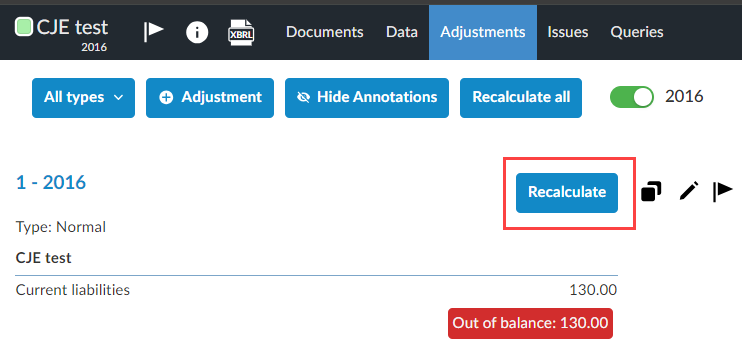 CJE test
2016
XBRL
Documents Data Adjustments Issues Queries
All types Adjustment Hide Annotations Recalculate all 2016
1 - 2016
Recalculate
Type: Normal
CJE test
Current liabilities 130.00
Out of balance: 130.00